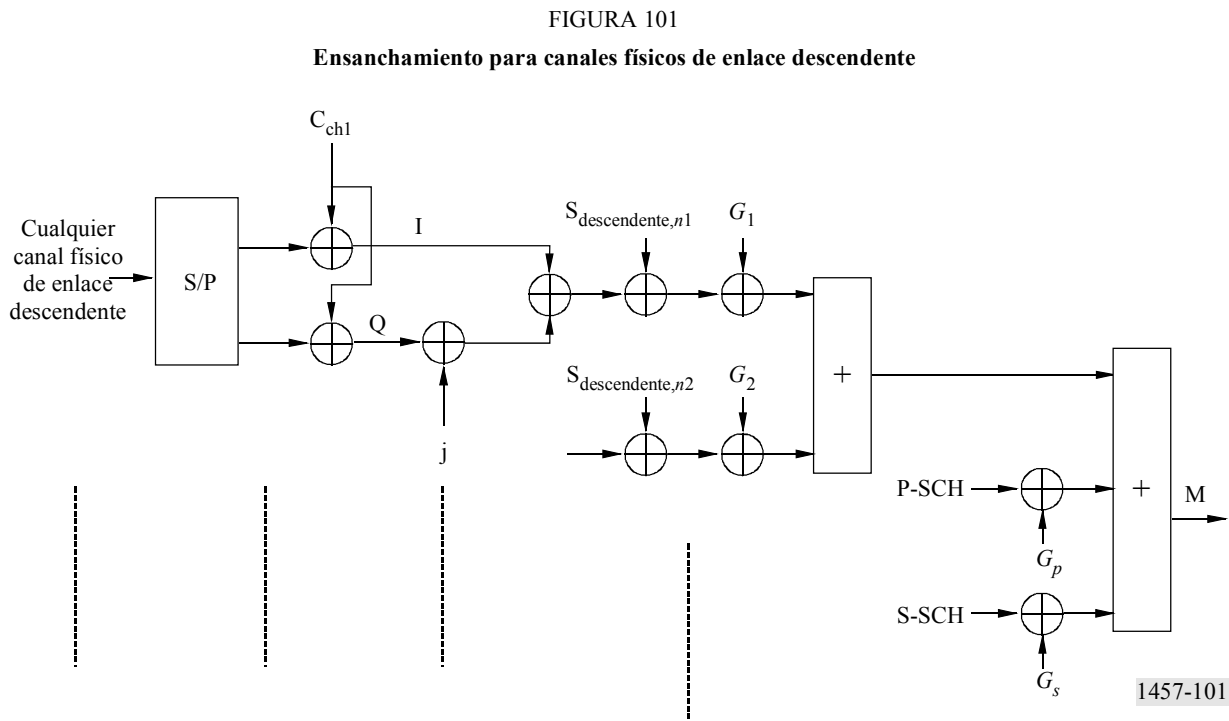 FIGURA 101
Ensanchamiento para canales físicos de enlace descendente
C_ch1
Cualquier
canal físico
de enlace
descendente
S/P
I
Q
j
S_descendente,n1
G_1
S_descendente,n2
G_2
+
P-SCH
G_p
S-SCH
G_s
+
M
1457-101